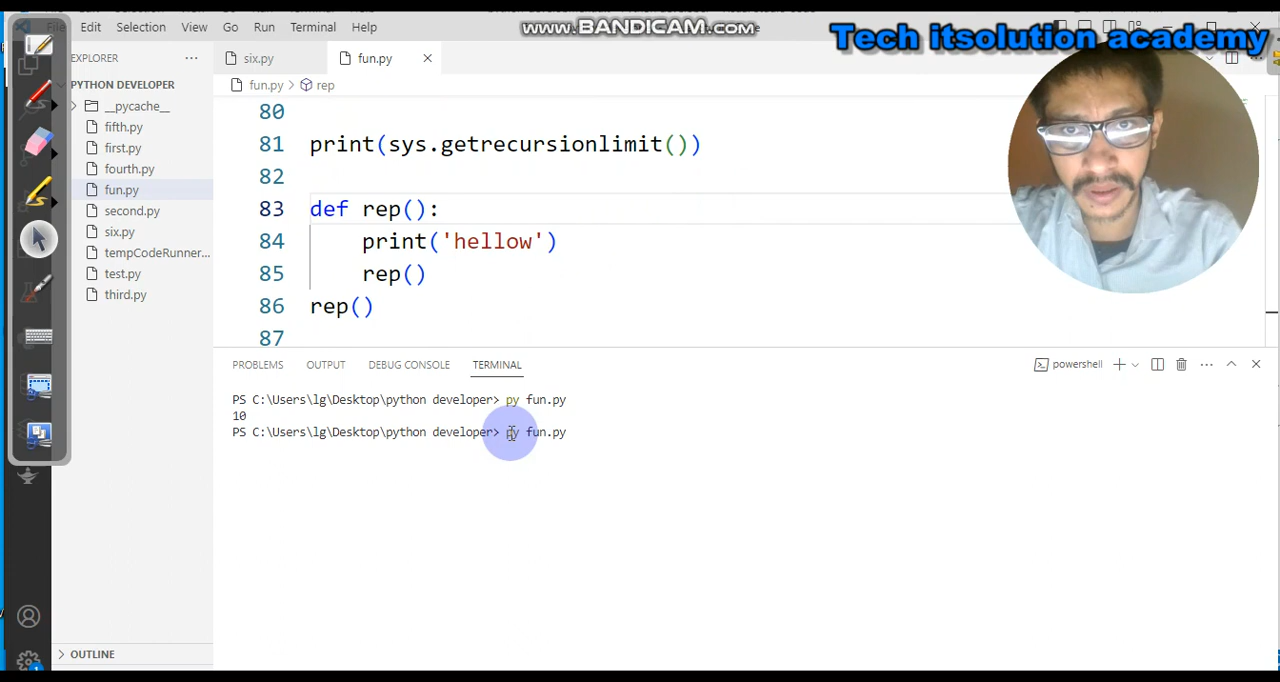 File Edit Selection View Go Run Terminal Help
www.BANDICAM.com
Tech itsolution academy
EXPLORER
PYTHON DEVELOPER
__pycache__
fifth.py
first.py
fourth.py
fun.py
second.py
six.py
tempCodeRunner...
test.py
third.py
OUTLINE
six.py fun.py
fun.py > rep
80
81 print(sys.getrecursionlimit())
82
83 def rep():
84 print('hellow')
85 rep()
86 rep()
87
PROBLEMS OUTPUT DEBUG CONSOLE TERMINAL
powershell
PS C:\Users\lg\Desktop\python developer> py fun.py
10
PS C:\Users\lg\Desktop\python developer> py fun.py